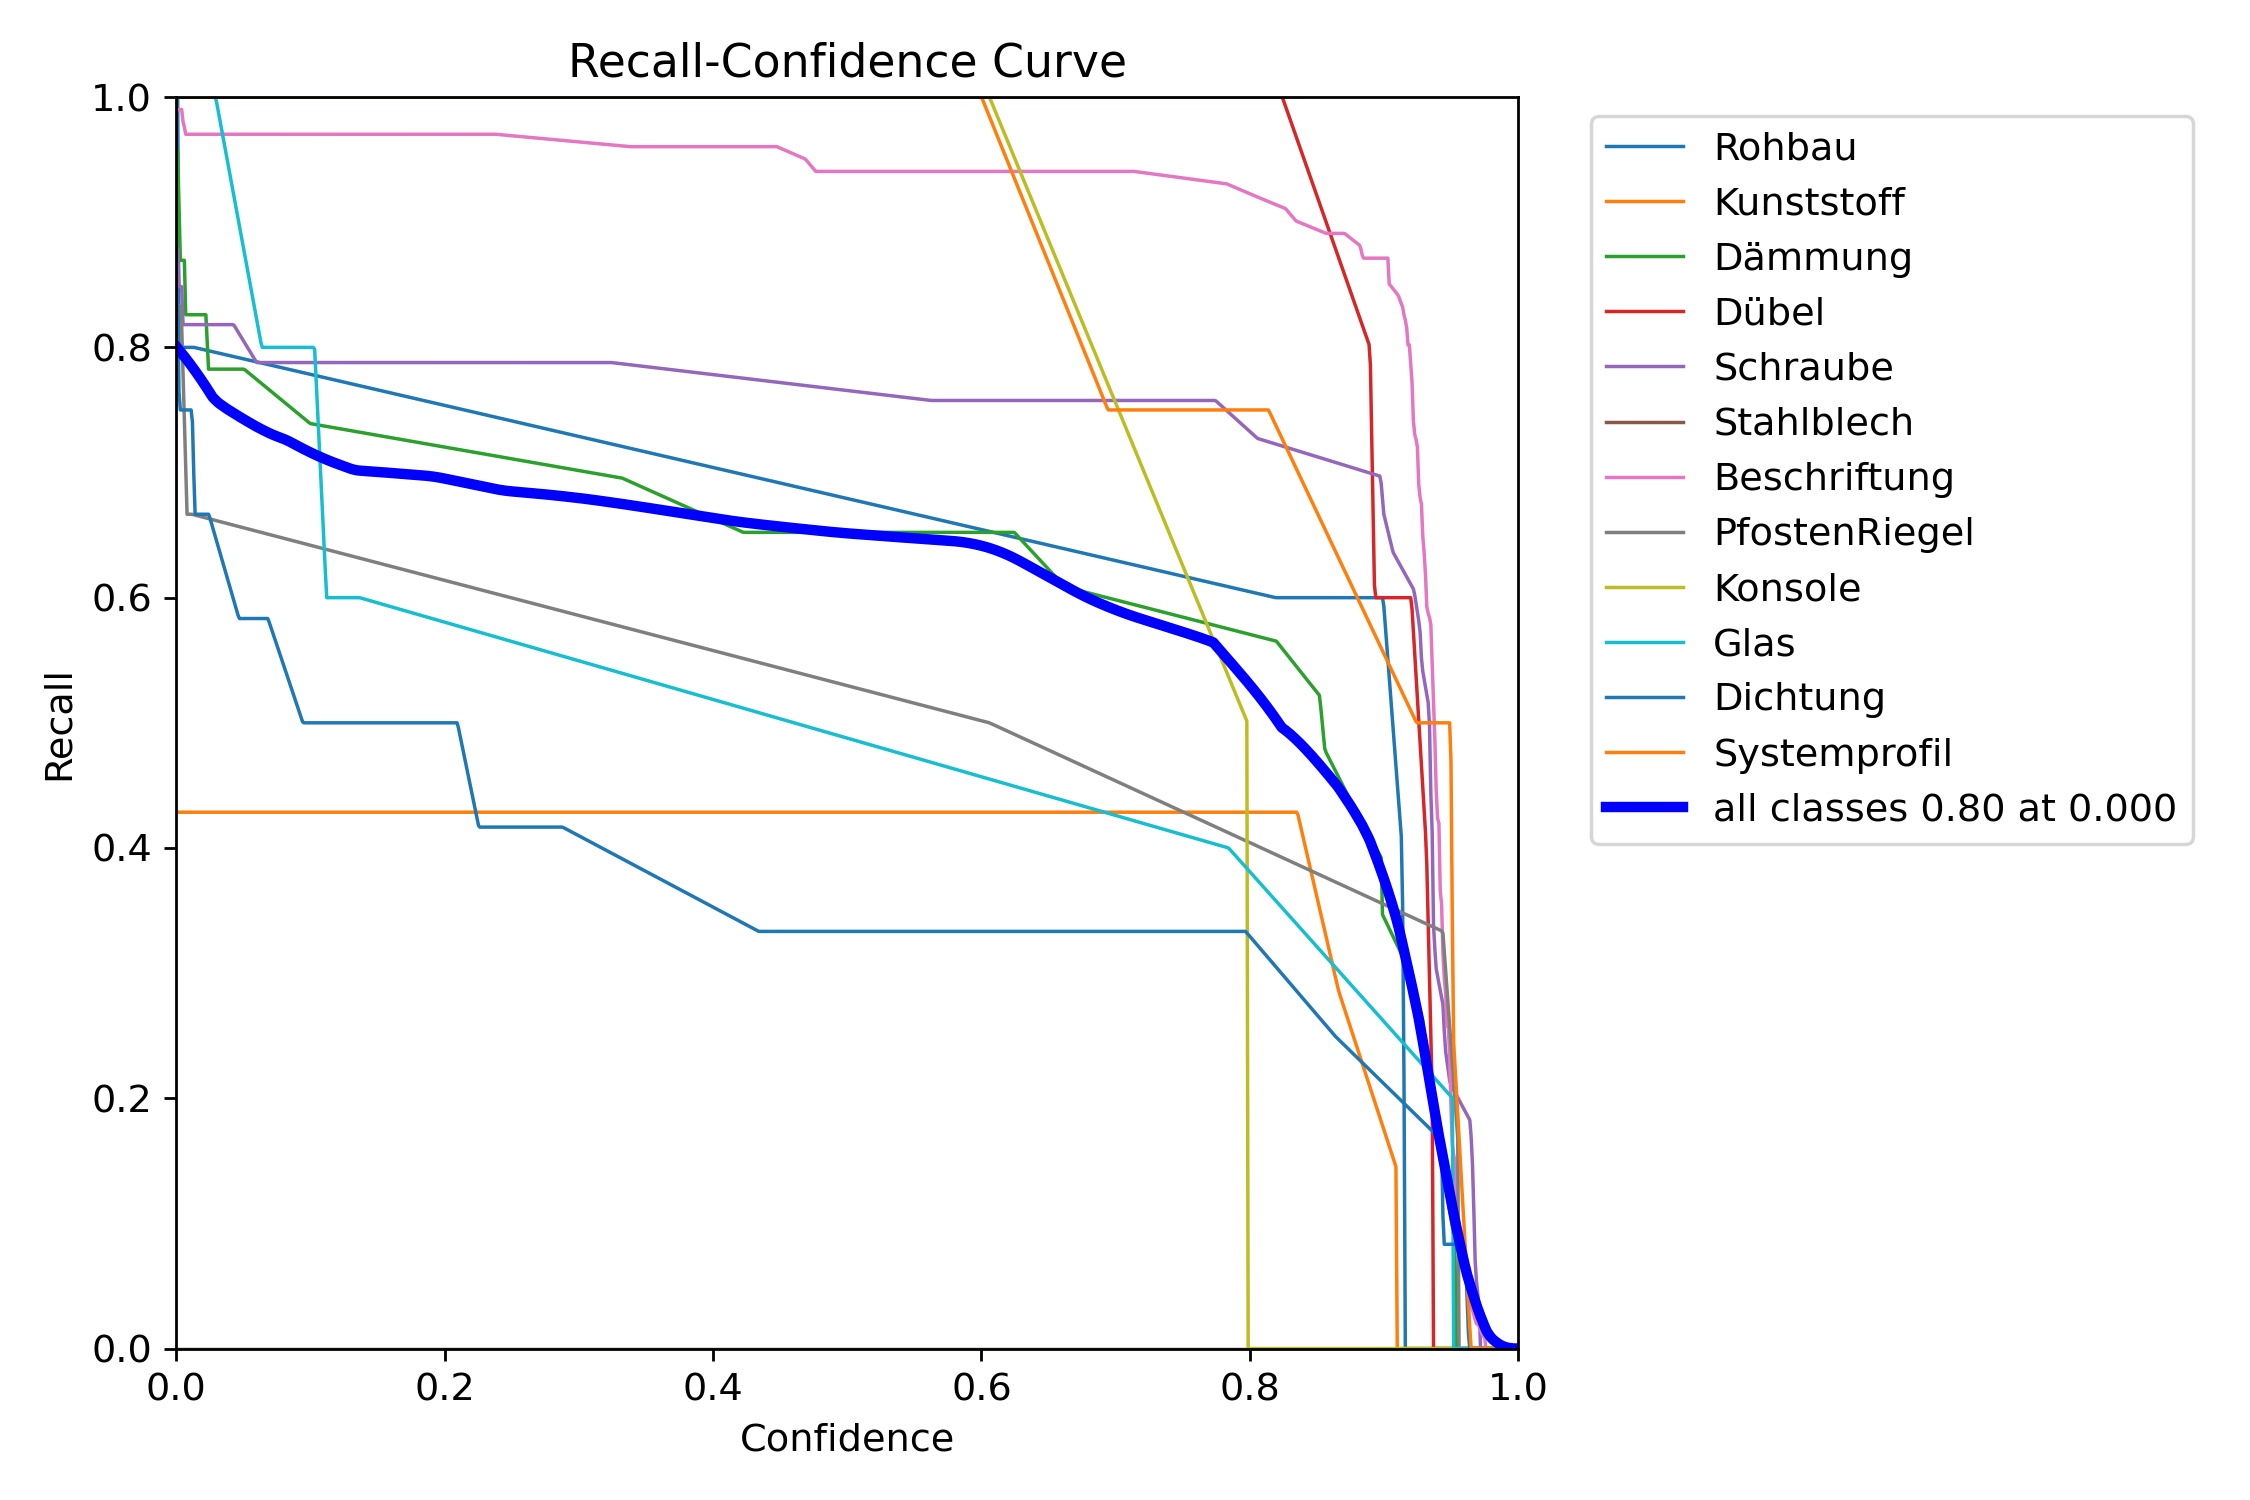 Recall-Confidence Curve
1.0
0.8
0.6
0.4
0.2
0.0
Recall
0.0 0.2 0.4 0.6 0.8 1.0
Confidence
Rohbau
Kunststoff
Dämmung
Dübel
Schraube
Stahlblech
Beschriftung
PfostenRiegel
Konsole
Glas
Dichtung
Systemprofil
all classes 0.80 at 0.000